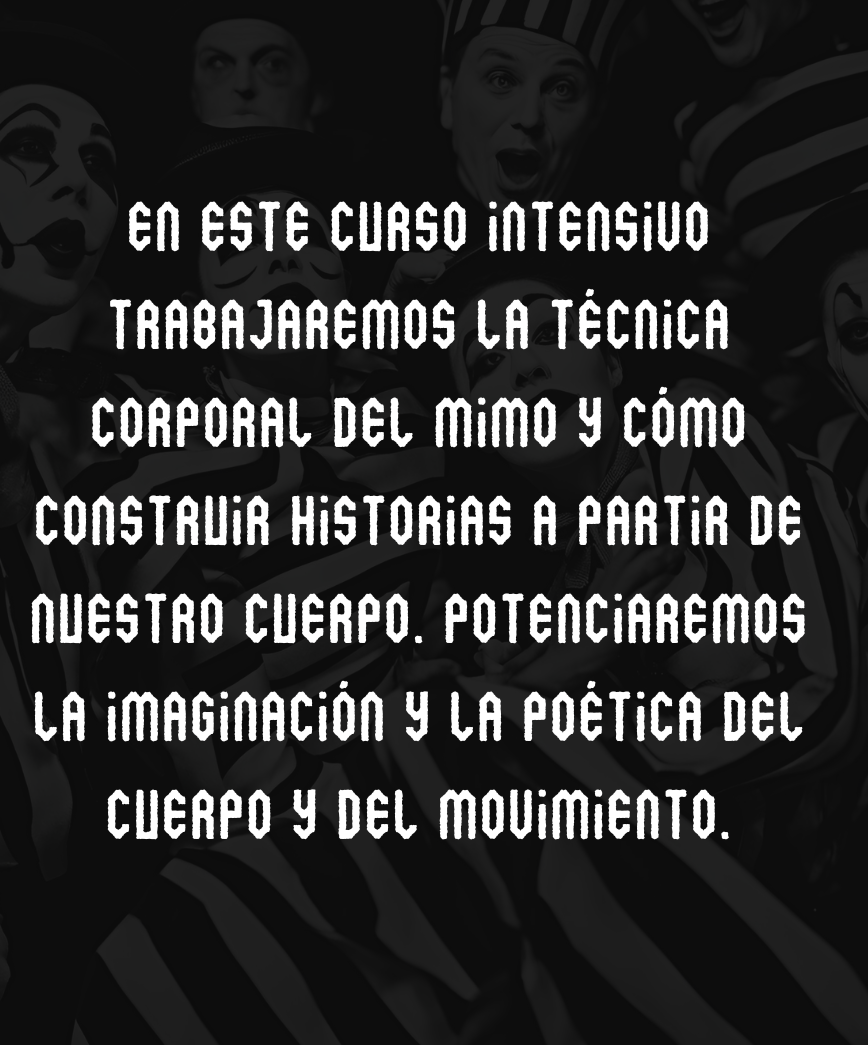 EN ESTE CURSO iNTENSiVO
TRABAJAREMOS LA TÉCNiCA
CORPORAL DEL MiMO Y CÓMO
CONSTRUiR HiSTORiAS A PARTiR DE
NUESTRO CUERPO. POTENCiAREMOS
LA iMAGiNACiÓN Y LA POÉTiCA DEL
CUERPO Y DEL MOViMiENTO.